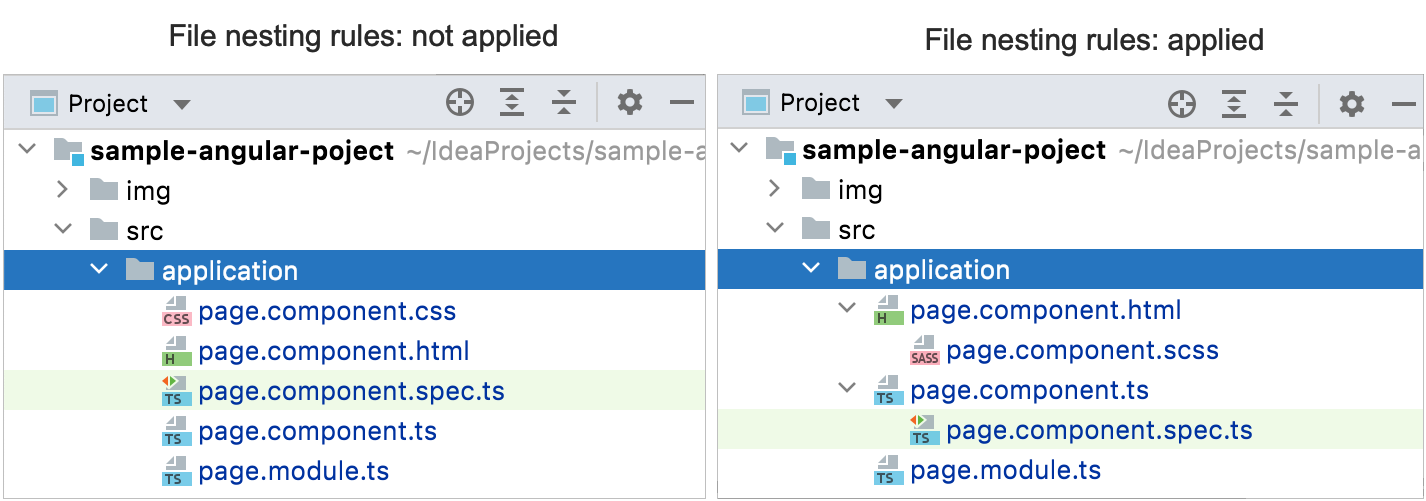 File nesting rules: not applied
Project
sample-angular-poject ~/IdeaProjects/sample-a
img
src
application
CSS page.component.css
H page.component.html
TS page.component.spec.ts
TS page.component.ts
TS page.module.ts
File nesting rules: applied
Project
sample-angular-poject ~/IdeaProjects/sample-a
img
src
application
H page.component.html
SASS page.component.scss
TS page.component.ts
TS page.component.spec.ts
TS page.module.ts